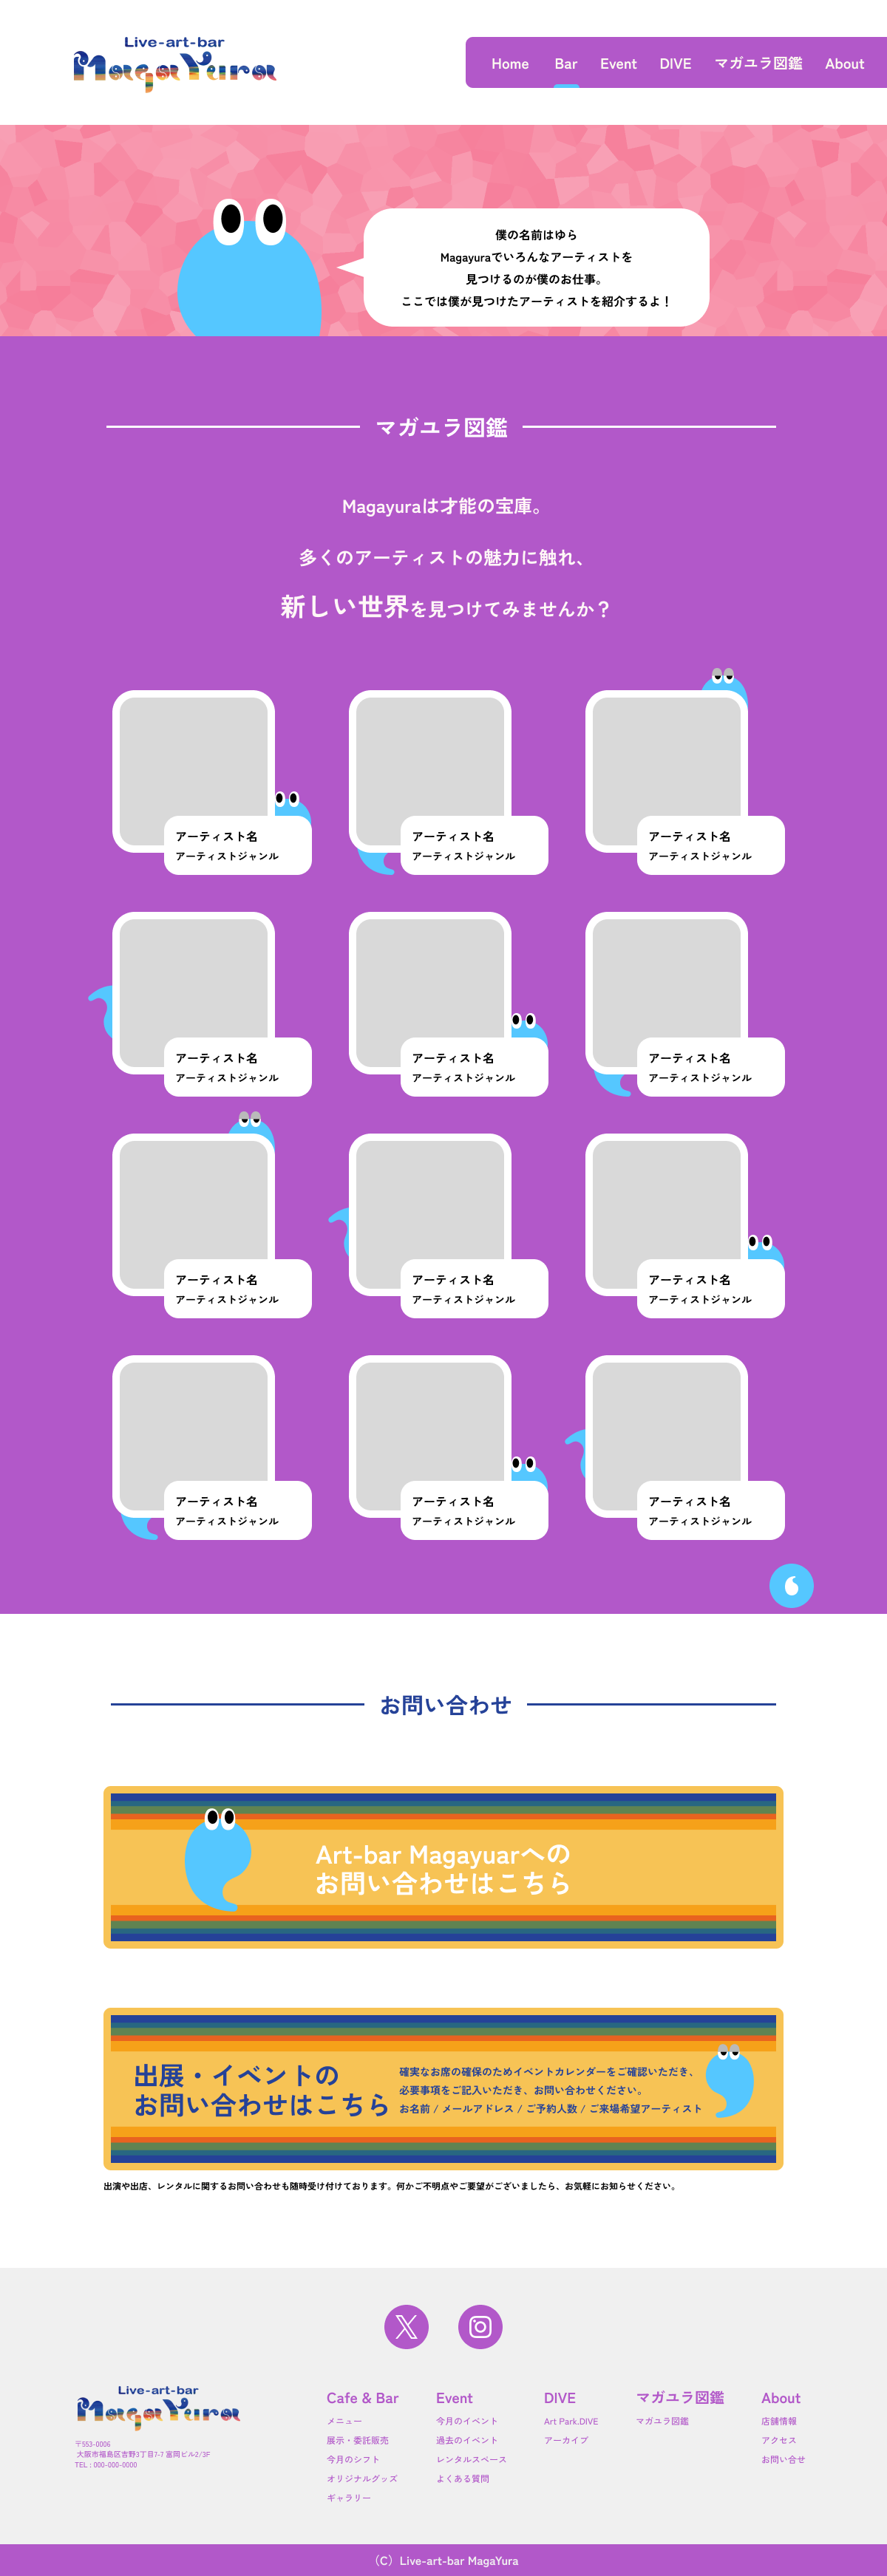 Live-art-bar
MagaYura
Home Bar Event DIVE マガユラ図鑑 About
僕の名前はゆら
Magayuraでいろんなアーティストを
見つけるのが僕のお仕事。
ここでは僕が見つけたアーティストを紹介するよ！
マガユラ図鑑
Magayuraは才能の宝庫。
多くのアーティストの魅力に触れ、
新しい世界を見つけてみませんか？
アーティスト名
アーティストジャンル
アーティスト名
アーティストジャンル
アーティスト名
アーティストジャンル
アーティスト名
アーティストジャンル
アーティスト名
アーティストジャンル
アーティスト名
アーティストジャンル
アーティスト名
アーティストジャンル
アーティスト名
アーティストジャンル
アーティスト名
アーティストジャンル
アーティスト名
アーティストジャンル
アーティスト名
アーティストジャンル
アーティスト名
アーティストジャンル
お問い合わせ
Art-bar Magayuarへの
お問い合わせはこちら
出展・イベントの
お問い合わせはこちら
確実なお席の確保のためイベントカレンダーをご確認いただき、
必要事項をご記入いただき、お問い合わせください。
お名前 / メールアドレス / ご予約人数 / ご来場希望アーティスト
出演や出店、レンタルに関するお問い合わせも随時受け付けております。何かご不明点やご要望がございましたら、お気軽にお知らせください。
Live-art-bar
MagaYura
〒553-0006
大阪市福島区吉野3丁目7-7 富岡ビル2/3F
TEL : 000-000-0000
Cafe & Bar
メニュー
展示・委託販売
今月のシフト
オリジナルグッズ
ギャラリー
Event
今月のイベント
過去のイベント
レンタルスペース
よくある質問
DIVE
Art Park.DIVE
アーカイブ
マガユラ図鑑
マガユラ図鑑
About
店舗情報
アクセス
お問い合せ
（C）Live-art-bar MagaYura